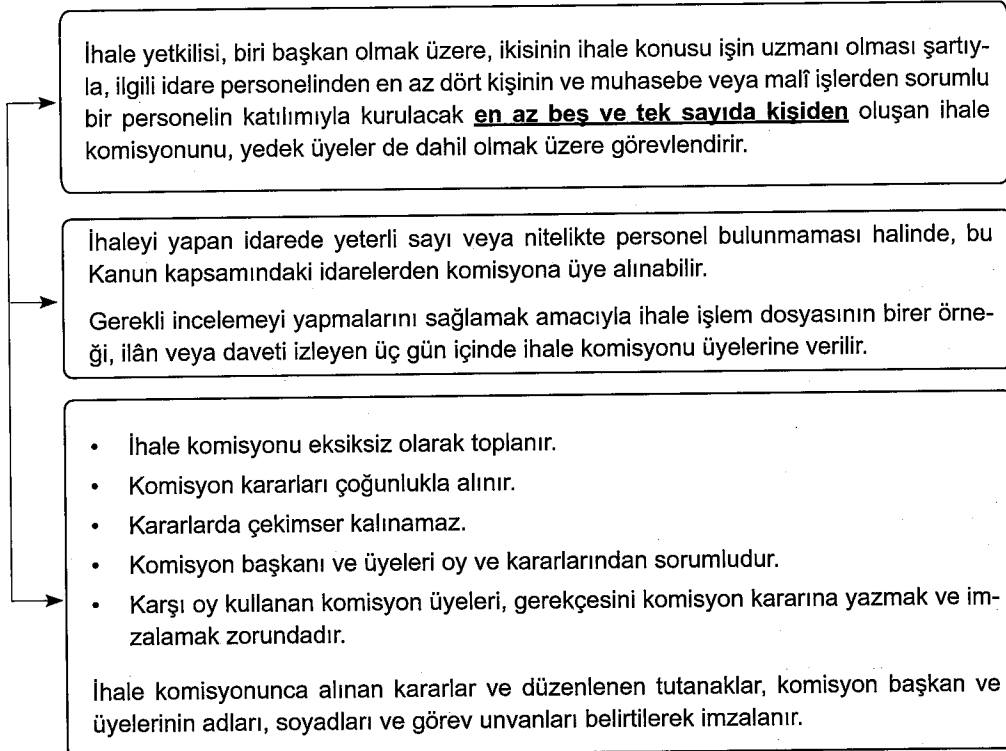 İhale yetkilisi, biri başkan olmak üzere, ikisinin ihale konusu işin uzmanı olması şartıy-
la, ilgili idare personelinden en az dört kişinin ve muhasebe veya malî işlerden sorumlu
bir personelin katılımıyla kurulacak en az beş ve tek sayıda kişiden oluşan ihale
komisyonunu, yedek üyeler de dahil olmak üzere görevlendirir.
İhaleyi yapan idarede yeterli sayı veya nitelikte personel bulunmaması halinde, bu
Kanun kapsamındaki idarelerden komisyona üye alınabilir.
Gerekli incelemeyi yapmalarını sağlamak amacıyla ihale işlem dosyasının birer örne-
ği, ilân veya daveti izleyen üç gün içinde ihale komisyonu üyelerine verilir.
• İhale komisyonu eksiksiz olarak toplanır.
• Komisyon kararları çoğunlukla alınır.
• Kararlarda çekimser kalınamaz.
• Komisyon başkanı ve üyeleri oy ve kararlarından sorumludur.
• Karşı oy kullanan komisyon üyeleri, gerekçesini komisyon kararına yazmak ve im-
zalamak zorundadır.
İhale komisyonunca alınan kararlar ve düzenlenen tutanaklar, komisyon başkan ve
üyelerinin adları, soyadları ve görev unvanları belirtilerek imzalanır.